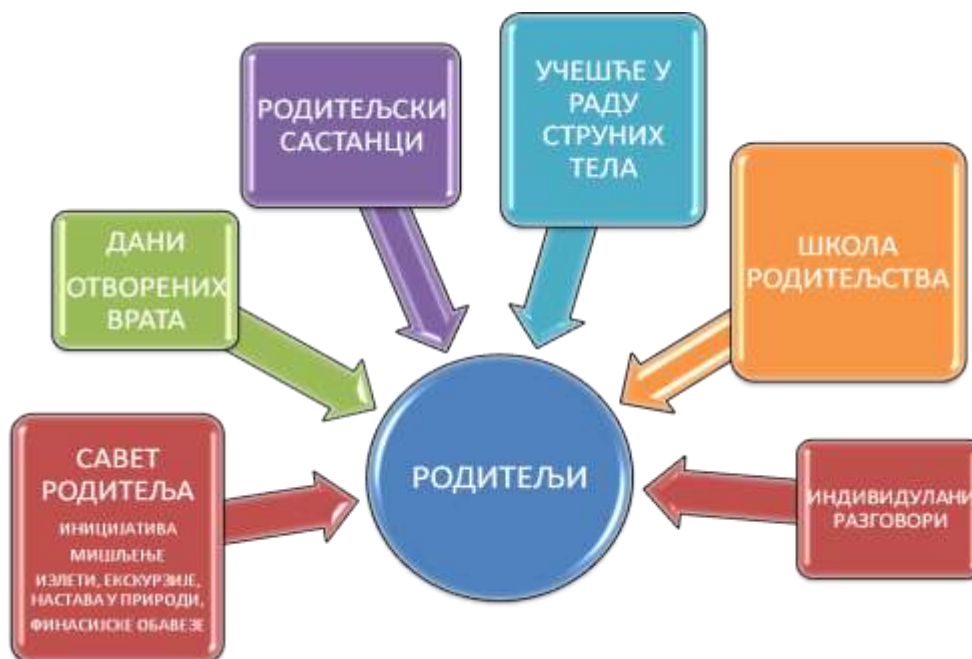 РОДИТЕЉСКИ
САСТАНЦИ
УЧЕШЋЕ У
РАДУ
СТРУНИХ
ТЕЛА
ДАНИ
ОТВОРЕНИХ
ВРАТА
ШКОЛА
РОДИТЕЉСТВА
САВЕТ
РОДИТЕЉА
ИНИЦИЈАТИВА
МИШЉЕЊЕ
ИЗЛЕТИ, ЕКСКУРЗИЈЕ,
НАСТАВА У ПРИРОДИ,
ФИНАСИЈСКЕ ОБАВЕЗЕ
РОДИТЕЉИ
ИНДИВИДУЛАНИ
РАЗГОВОРИ